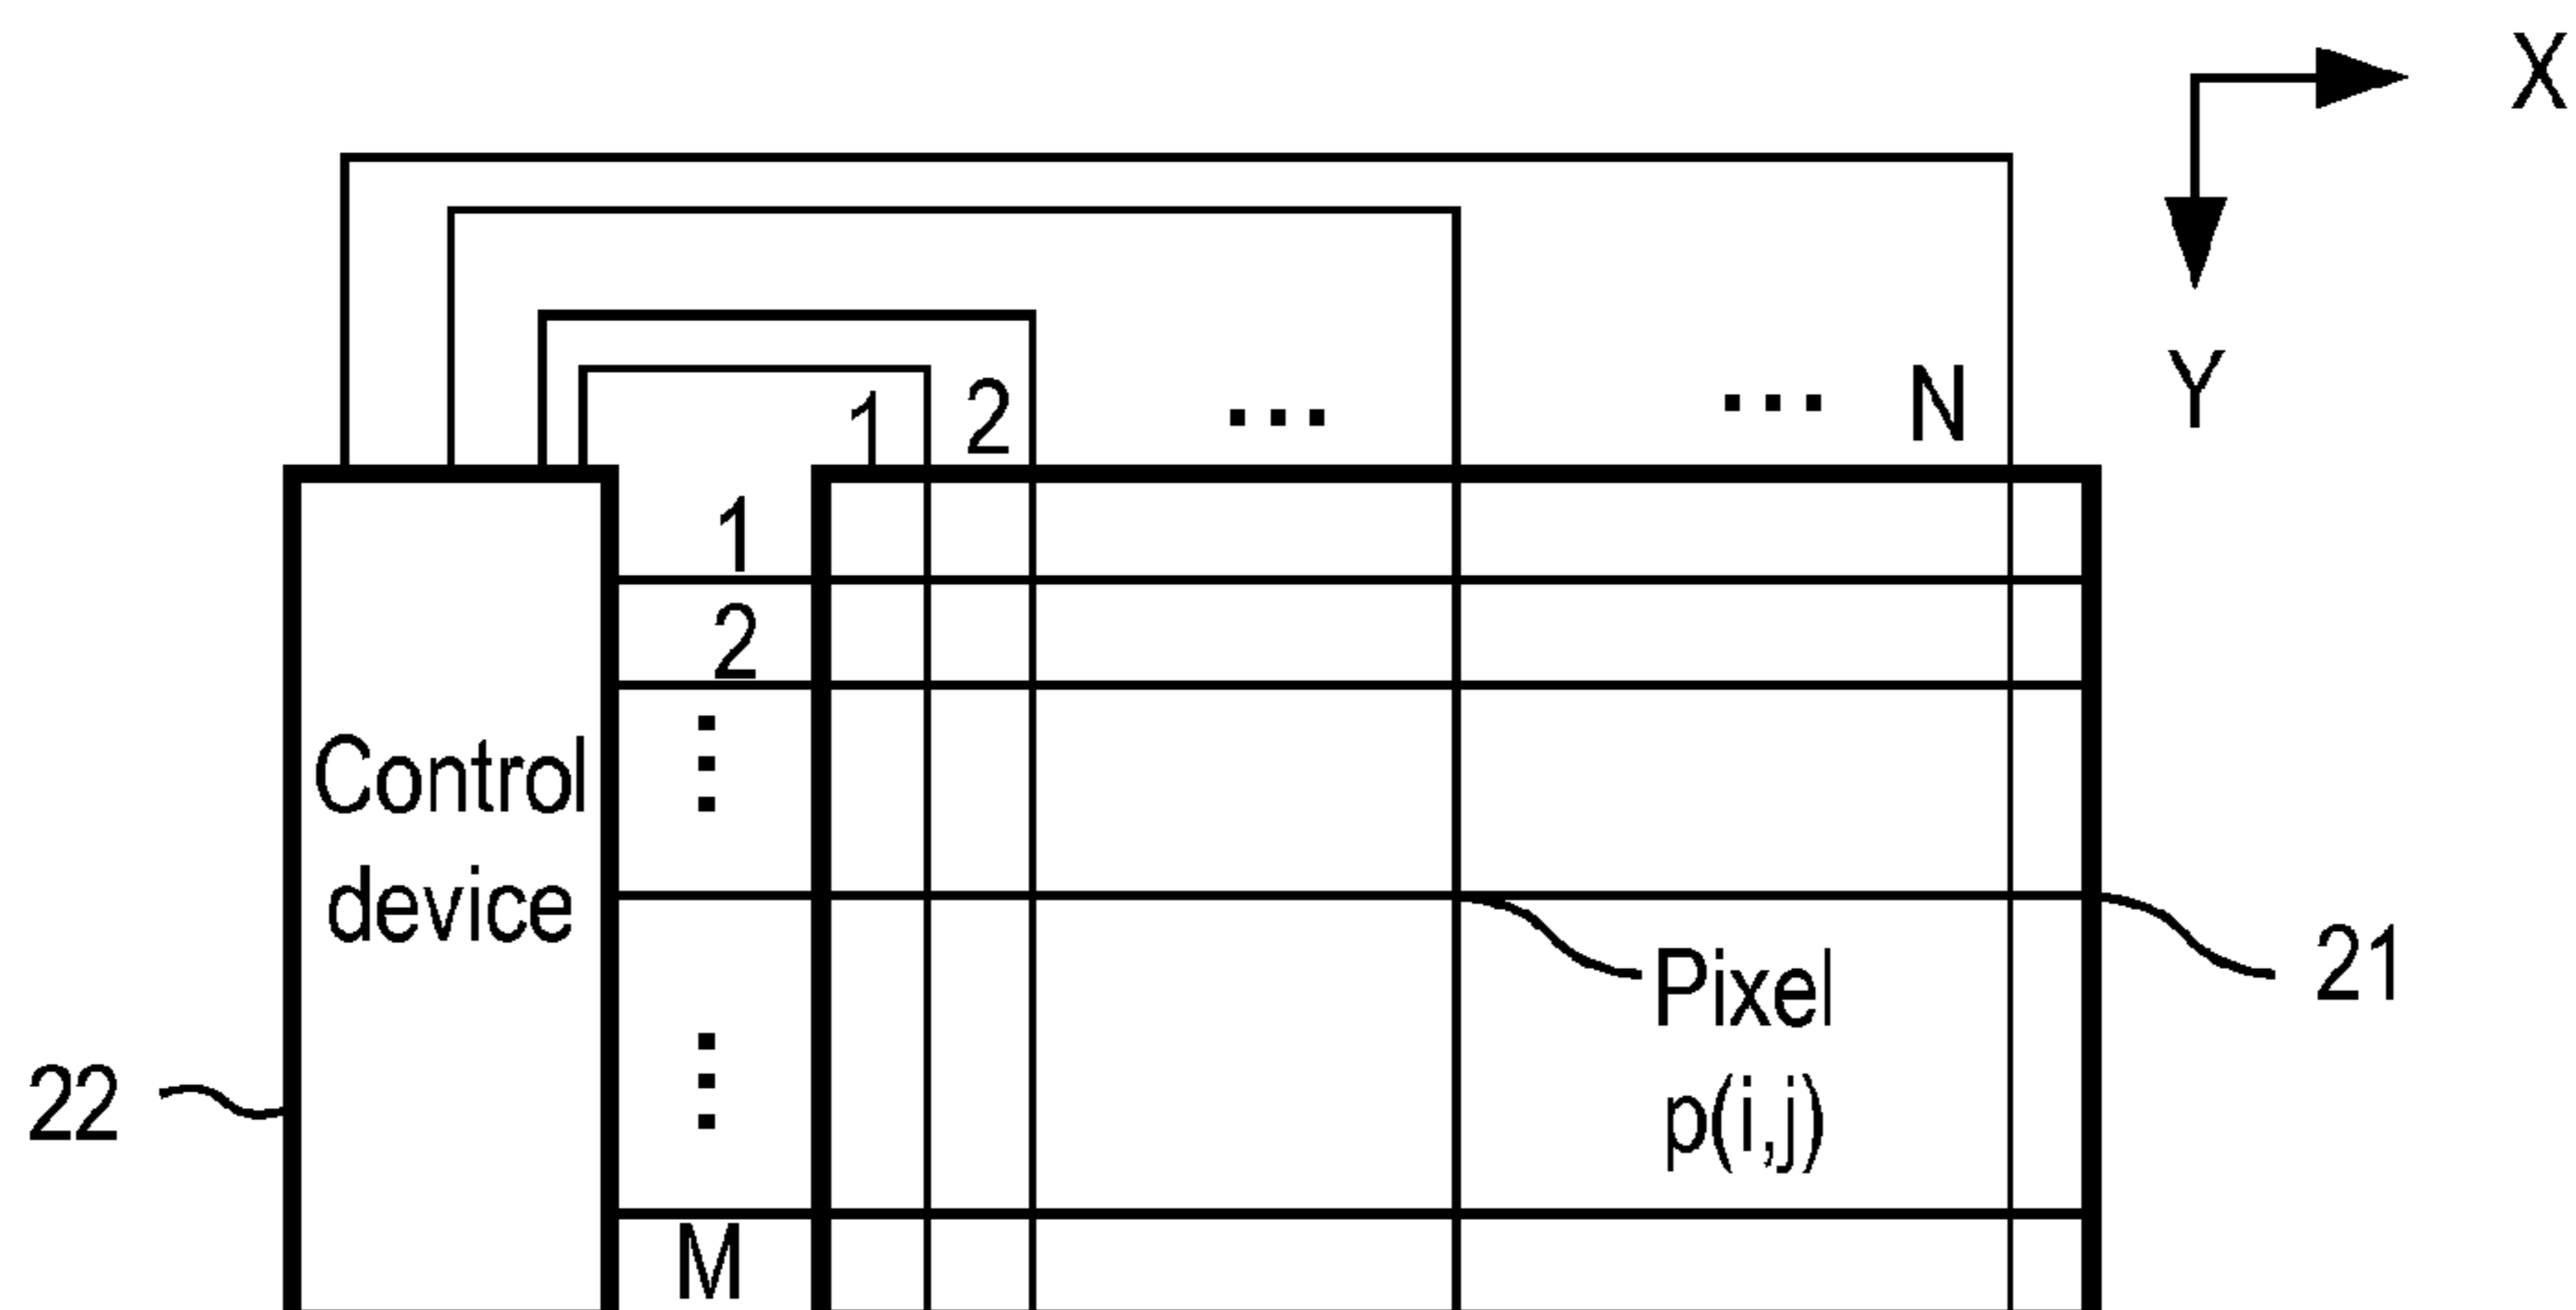 X
Y
1 2 ... ... N
1
2
Control
device
Pixel
p(i,j)
21
22
M